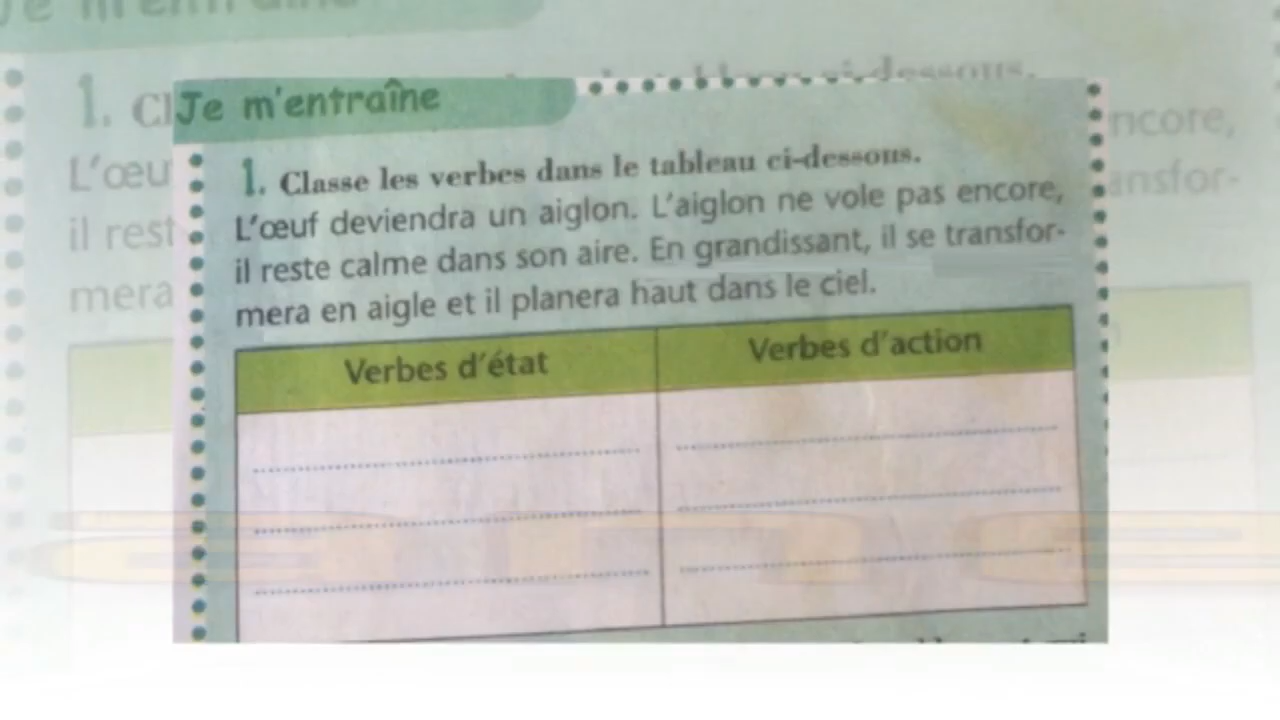 Je m'entraîne
1. Classe les verbes dans le tableau ci-dessous.
L'œuf deviendra un aiglon. L'aiglon ne vole pas encore,
il reste calme dans son aire. En grandissant, il se transfor-
mera en aigle et il planera haut dans le ciel.
Verbes d'état
Verbes d'action